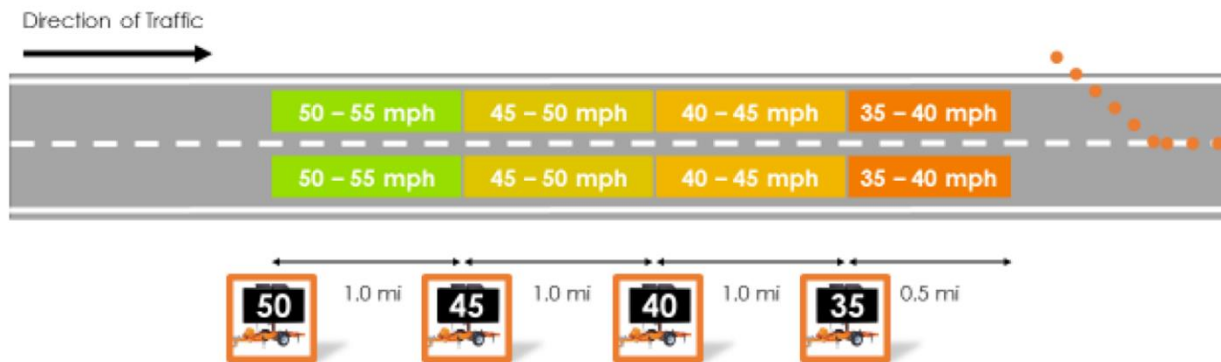 Direction of Traffic
50 – 55 mph 45 – 50 mph 40 – 45 mph 35 – 40 mph
50 – 55 mph 45 – 50 mph 40 – 45 mph 35 – 40 mph
1.0 mi 1.0 mi 1.0 mi 0.5 mi
50 45 40 35